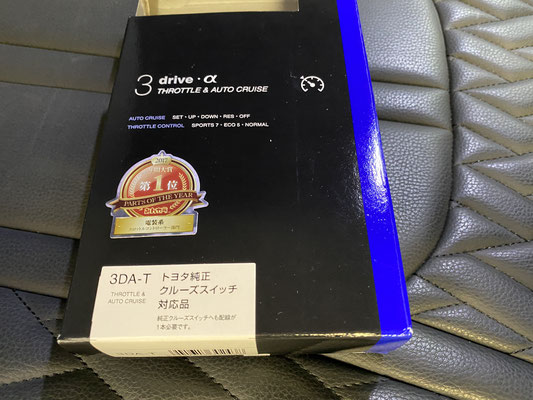 3 drive・α
THROTTLE & AUTO CRUISE
AUTO CRUISE SET・UP・DOWN・RES・OFF
THROTTLE CONTROL SPORTS 7・ECO 5・NORMAL
2017
第1位
PARTS OF THE YEAR
電装系
3DA-T
THROTTLE &
AUTO CRUISE
トヨタ純正
クルーズスイッチ
対応品
純正クルーズスイッチへも配線が
1本必要です。
3DA-T